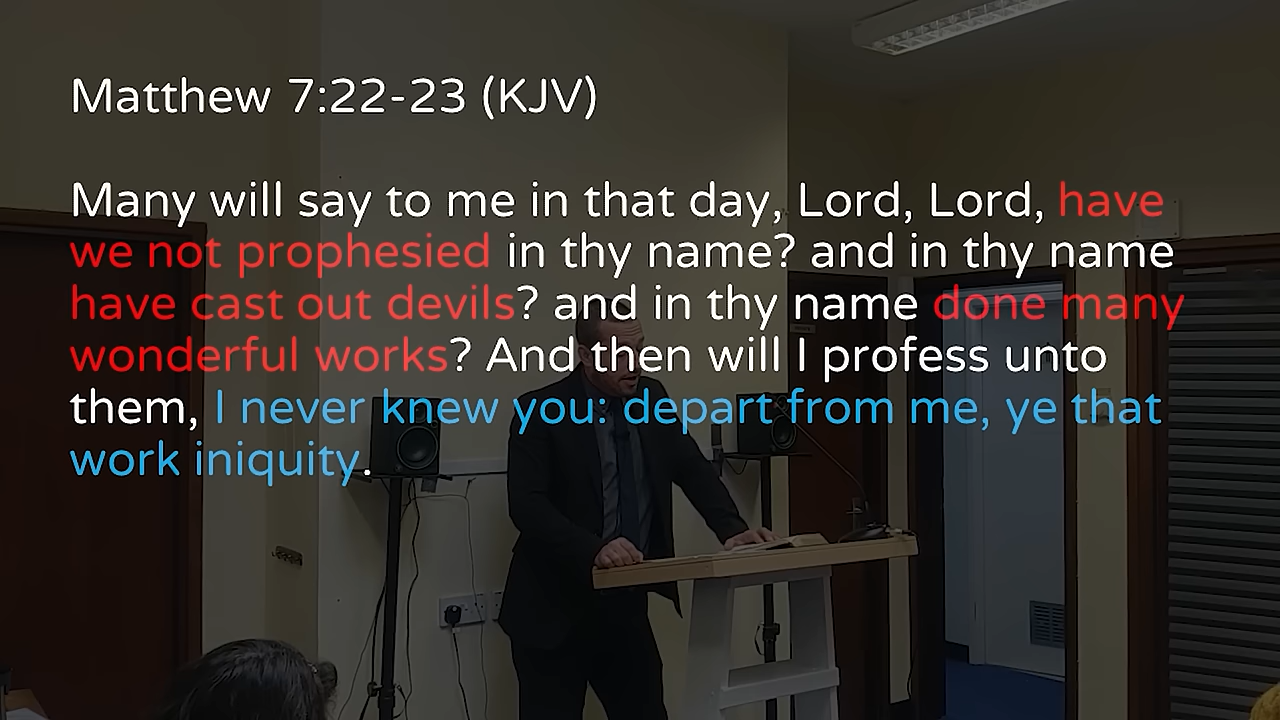 Matthew 7:22-23 (KJV)
Many will say to me in that day, Lord, Lord, have
we not prophesied in thy name? and in thy name
have cast out devils? and in thy name done many
wonderful works? And then will I profess unto
them, I never knew you: depart from me, ye that
work iniquity.